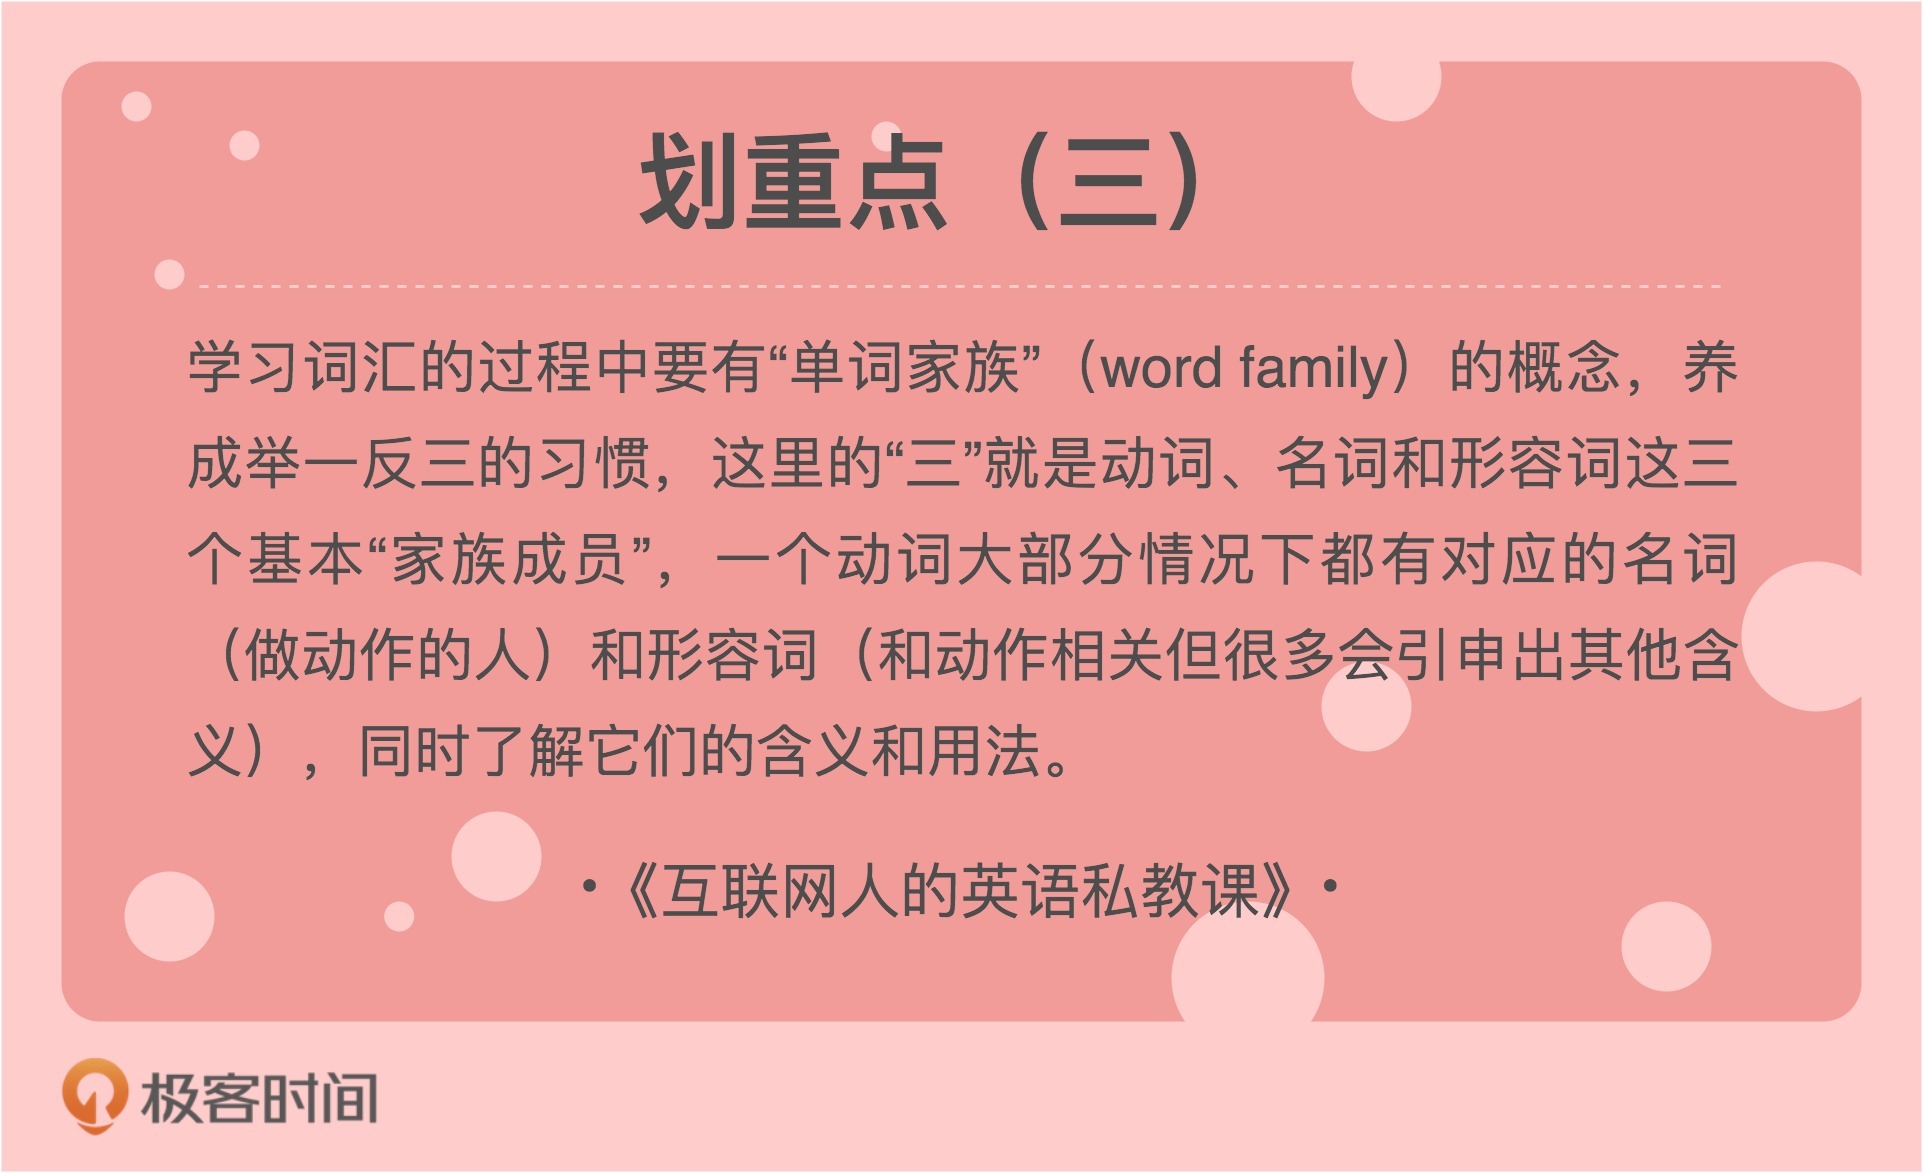 划重点（三）
学习词汇的过程中要有“单词家族”（word family）的概念，养
成举一反三的习惯，这里的“三”就是动词、名词和形容词这三
个基本“家族成员”，一个动词大部分情况下都有对应的名词
（做动作的人）和形容词（和动作相关但很多会引申出其他含
义），同时了解它们的含义和用法。
·《互联网人的英语私教课》·
极客时间